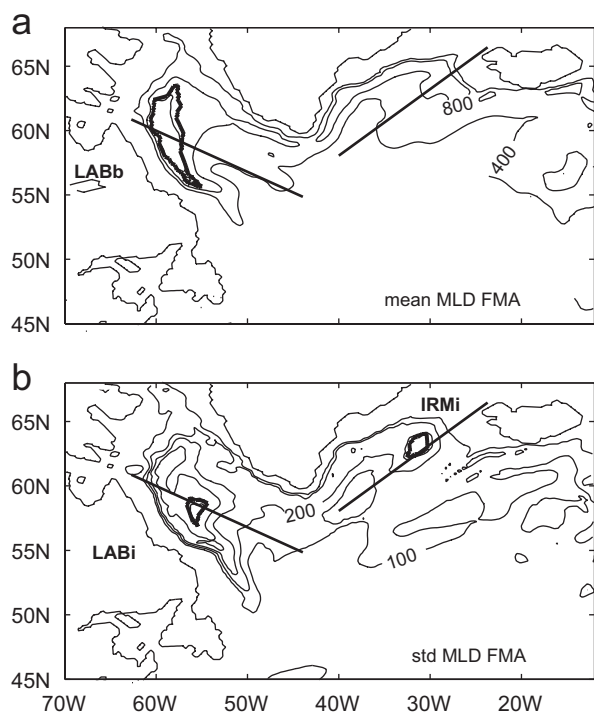 a
65N
60N
55N
50N
45N
LABb
800
400
mean MLD FMA
b
65N
60N
55N
50N
45N
IRMi
LABi
200
100
std MLD FMA
70W 60W 50W 40W 30W 20W